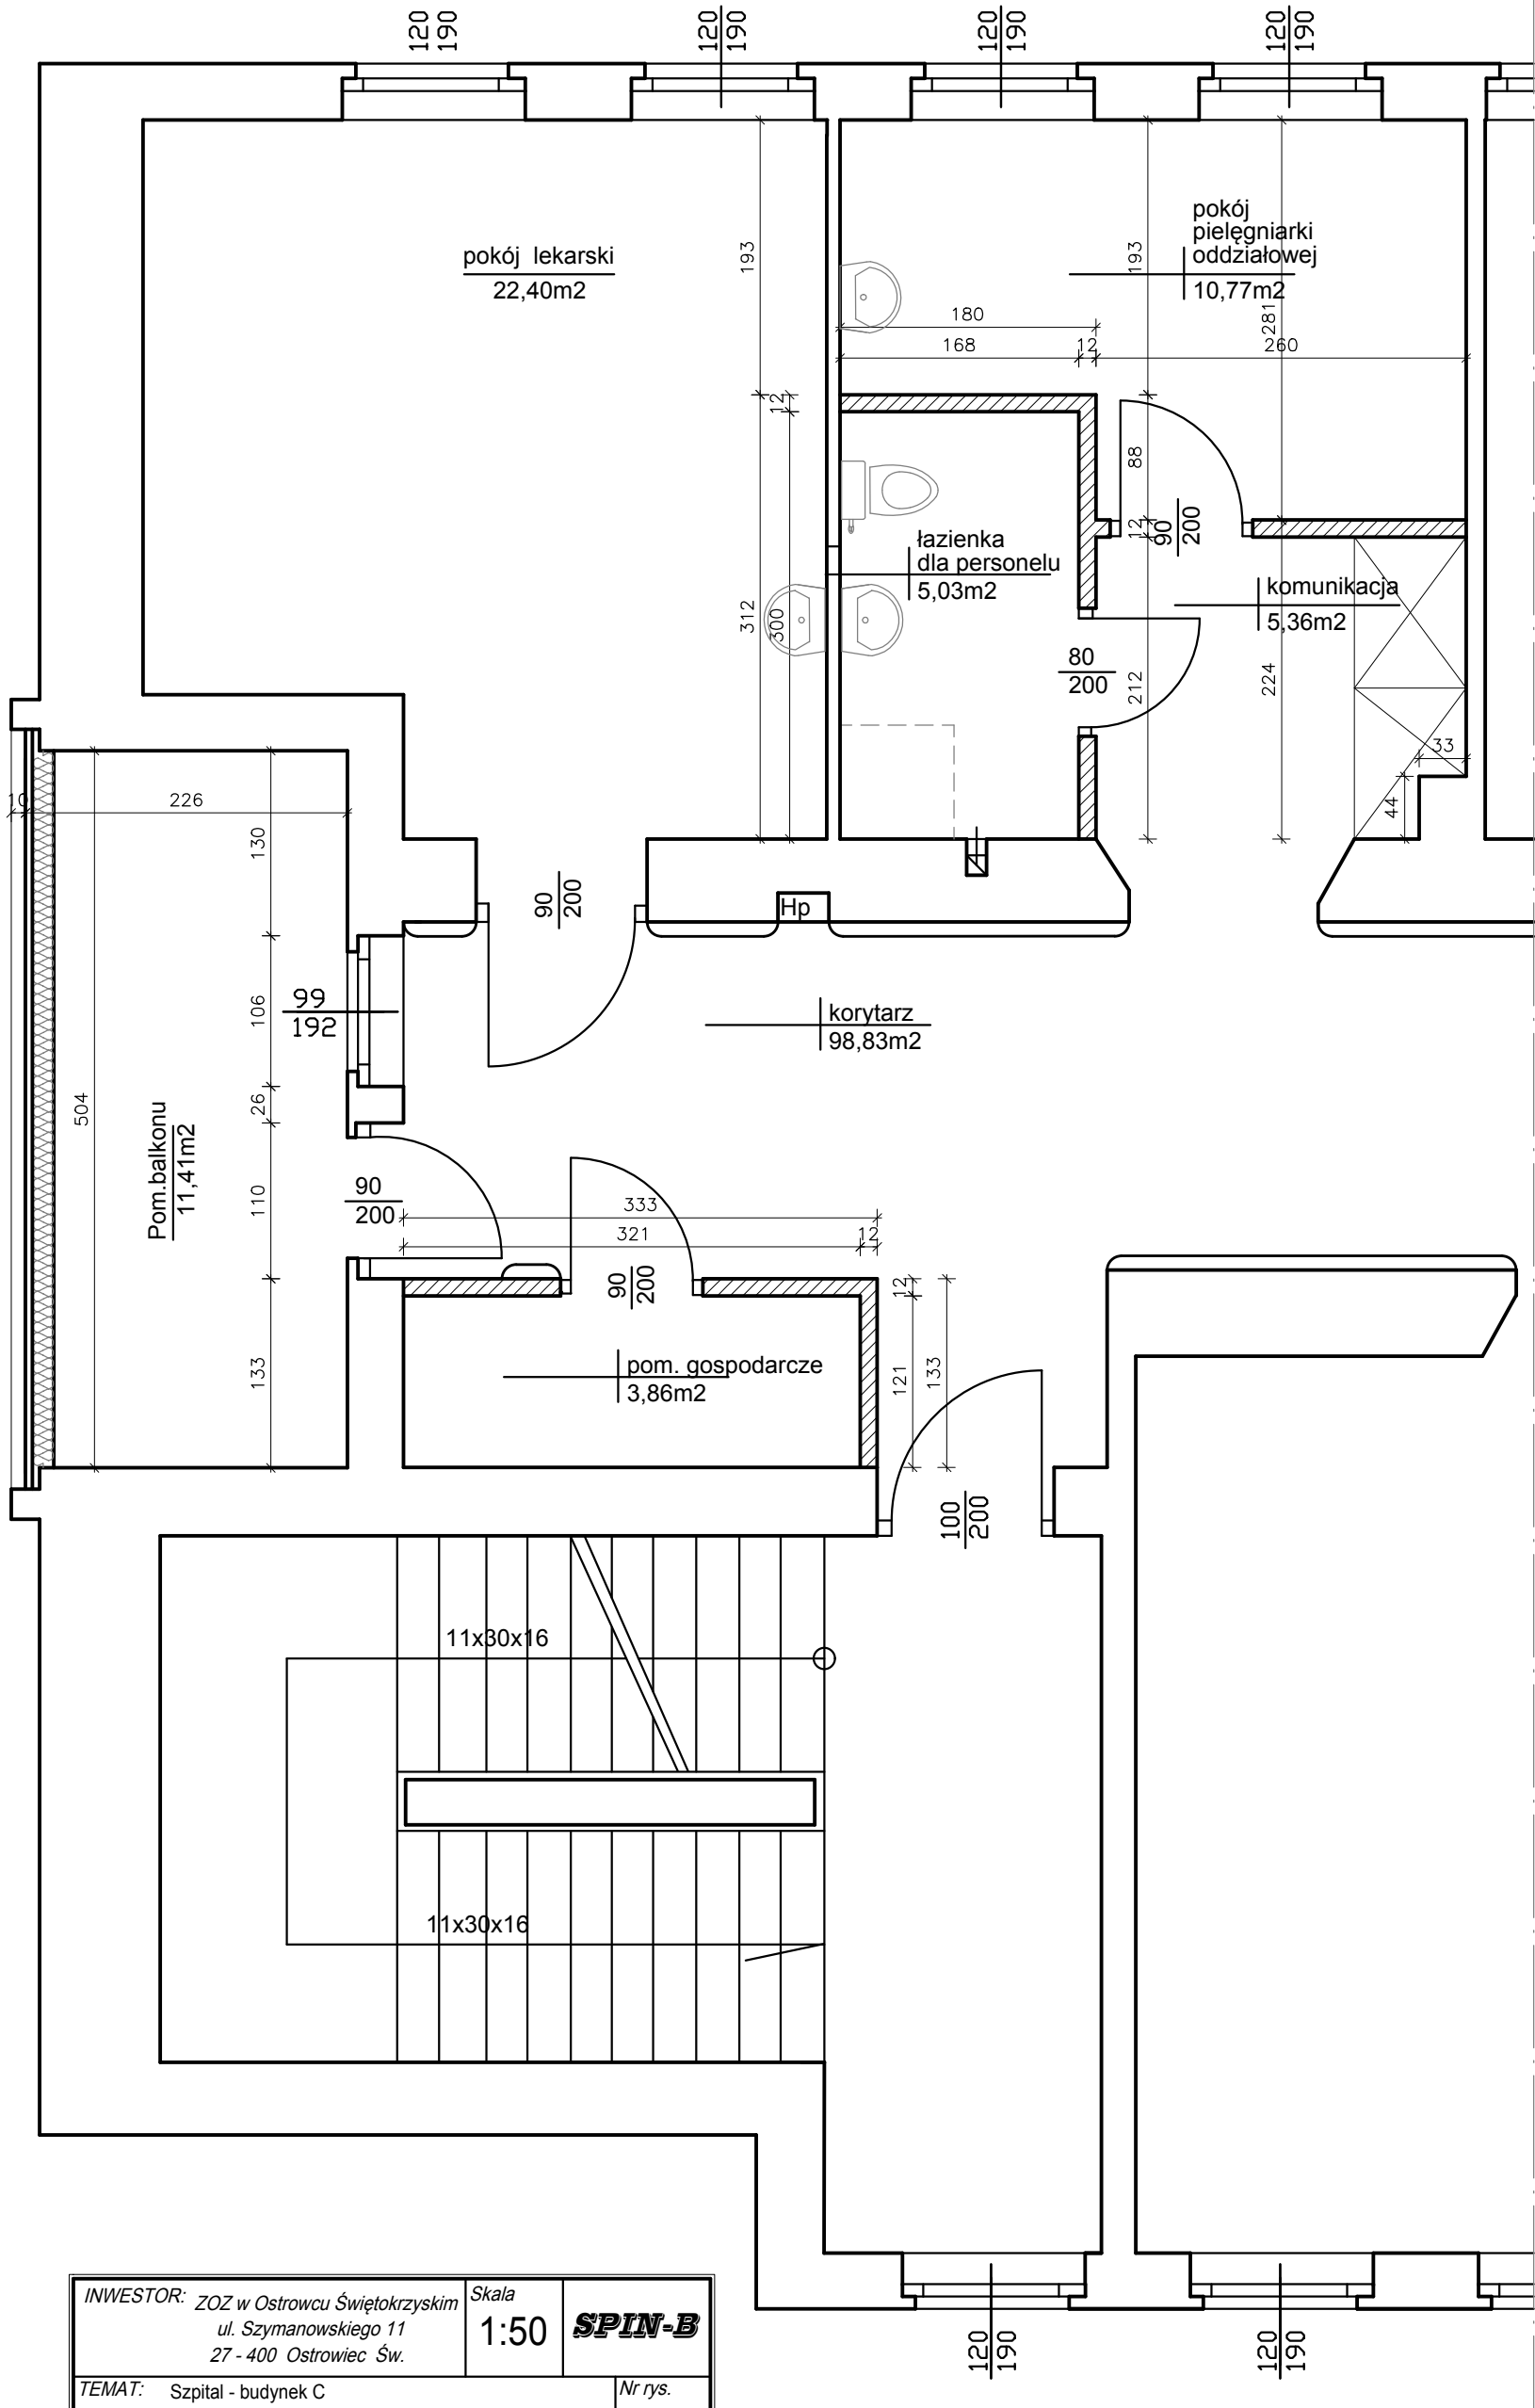 120
190
120
190
120
190
120
190
pokój lekarski
22,40m2
193
12
312
300
pokój
pielęgniarki
oddziałowej
10,77m2
193
281
180
168
12
260
88
12
90
200
łazienka
dla personelu
5,03m2
komunikacja
5,36m2
80
200
212
224
33
44
10
226
130
106
26
110
133
504
Pom.balkonu
11,41m2
99
192
90
200
Hp
korytarz
98,83m2
90
200
333
321
12
90
200
12
121
133
pom. gospodarcze
3,86m2
100
200
11x30x16
11x30x16
120
190
120
190
INWESTOR: ZOZ w Ostrowcu Świętokrzyskim
ul. Szymanowskiego 11
27 - 400 Ostrowiec Św.
Skala
1:50
SPIN-B
TEMAT: Szpital - budynek C
Nr rys.